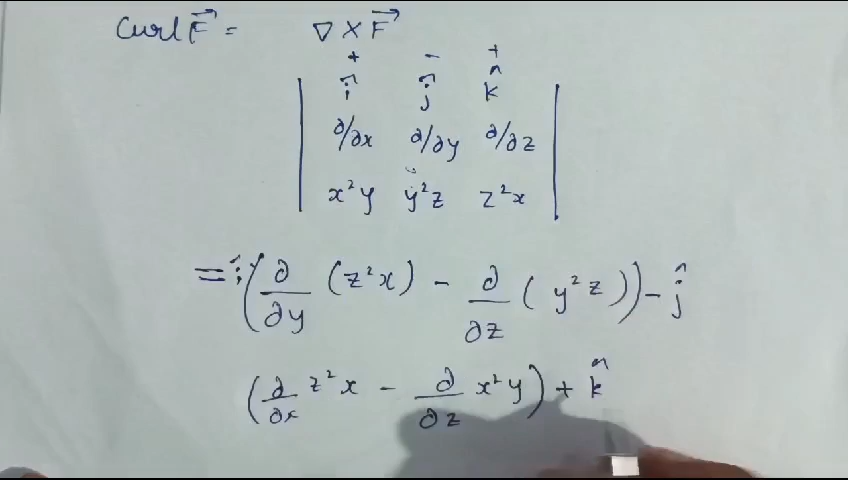 Curl F⃗ = ∇ × F⃗
+ − +
| î ĵ k̂ |
| ∂/∂x ∂/∂y ∂/∂z |
| x²y y²z z²x |
= î ( ∂/∂y (z²x) − ∂/∂z ( y²z ) ) − ĵ
( ∂/∂x z²x − ∂/∂z x²y ) + k̂